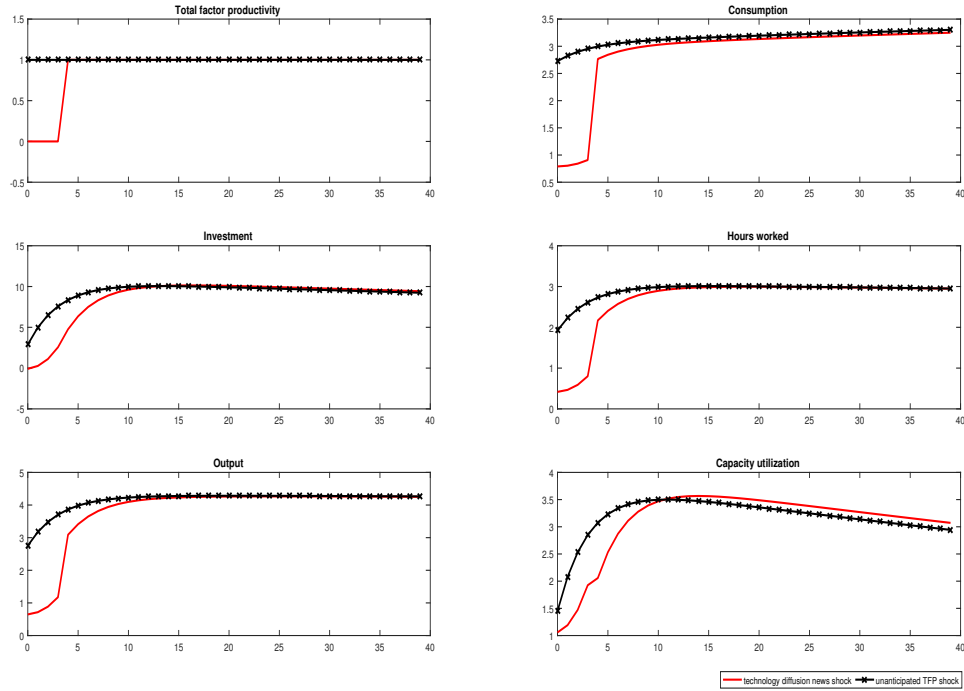 Total factor productivity
1.5
1
0.5
0
-0.5
0 5 10 15 20 25 30 35 40
Consumption
3.5
3
2.5
2
1.5
1
0.5
0 5 10 15 20 25 30 35 40
Investment
15
10
5
0
-5
0 5 10 15 20 25 30 35 40
Hours worked
4
3
2
1
0
0 5 10 15 20 25 30 35 40
Output
5
4
3
2
1
0
0 5 10 15 20 25 30 35 40
Capacity utilization
4
3.5
3
2.5
2
1.5
1
0 5 10 15 20 25 30 35 40
technology diffusion news shock unanticipated TFP shock